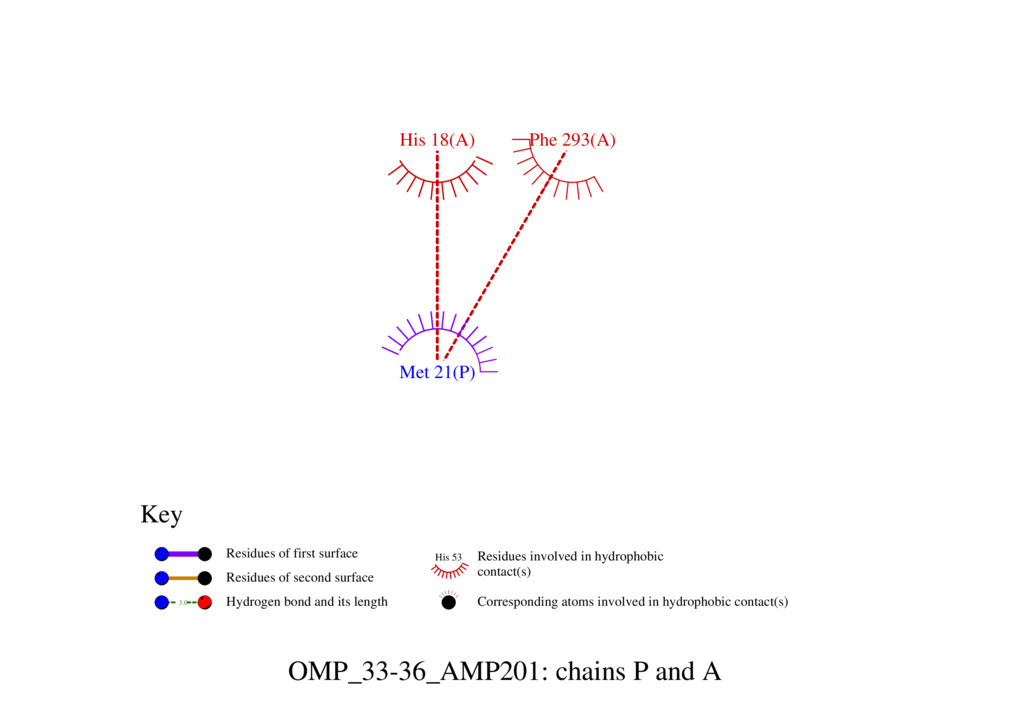 His 18(A) Phe 293(A)
Met 21(P)
Key
Residues of first surface
Residues of second surface
3.0
Hydrogen bond and its length
His 53
Residues involved in hydrophobic
contact(s)
Corresponding atoms involved in hydrophobic contact(s)
OMP_33-36_AMP201: chains P and A